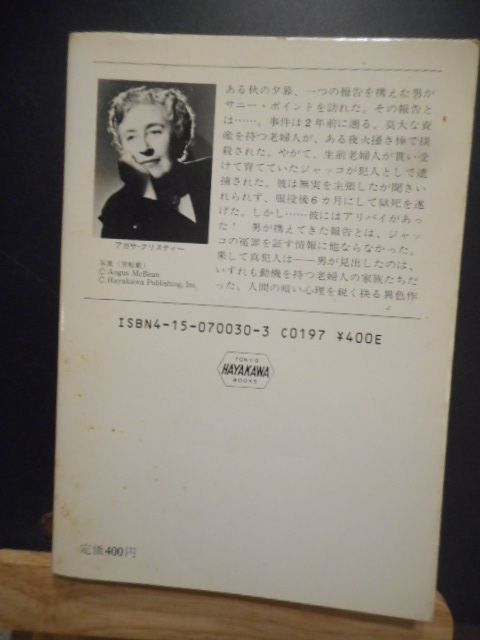 ある秋の夕暮、一つの報告を携えた男が
サニー・ポイントを訪れた。その報告と
は……。事件は2年前に遡る。莫大な資
産を持つ老婦人が、ある夜火掻き棒で撲
殺された。やがて、生前老婦人が貰い受
けて育てていたジャッコが犯人として逮
捕された。彼は無実を主張したが聞きい
れられず、服役後6カ月にして獄死を遂
げた。しかし……彼にはアリバイがあっ
た！ 男が携えてきた報告とは、ジャッ
コの冤罪を証す情報に他ならなかった。
果して真犯人は――男が見出したのは、
いずれも動機を持つ老婦人の家族たちだ
った。人間の暗い心理を鋭く抉る異色作
アガサ・クリスティー
写真
©Angus McBean
©Hayakawa Publishing, Inc.
ISBN4-15-070030-3 C0197 ¥400E
TOKYO
HAYAKAWA
BOOKS
定価400円